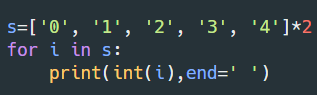 s=['0', '1', '2', '3', '4']*2
for i in s:
    print(int(i),end=' ')